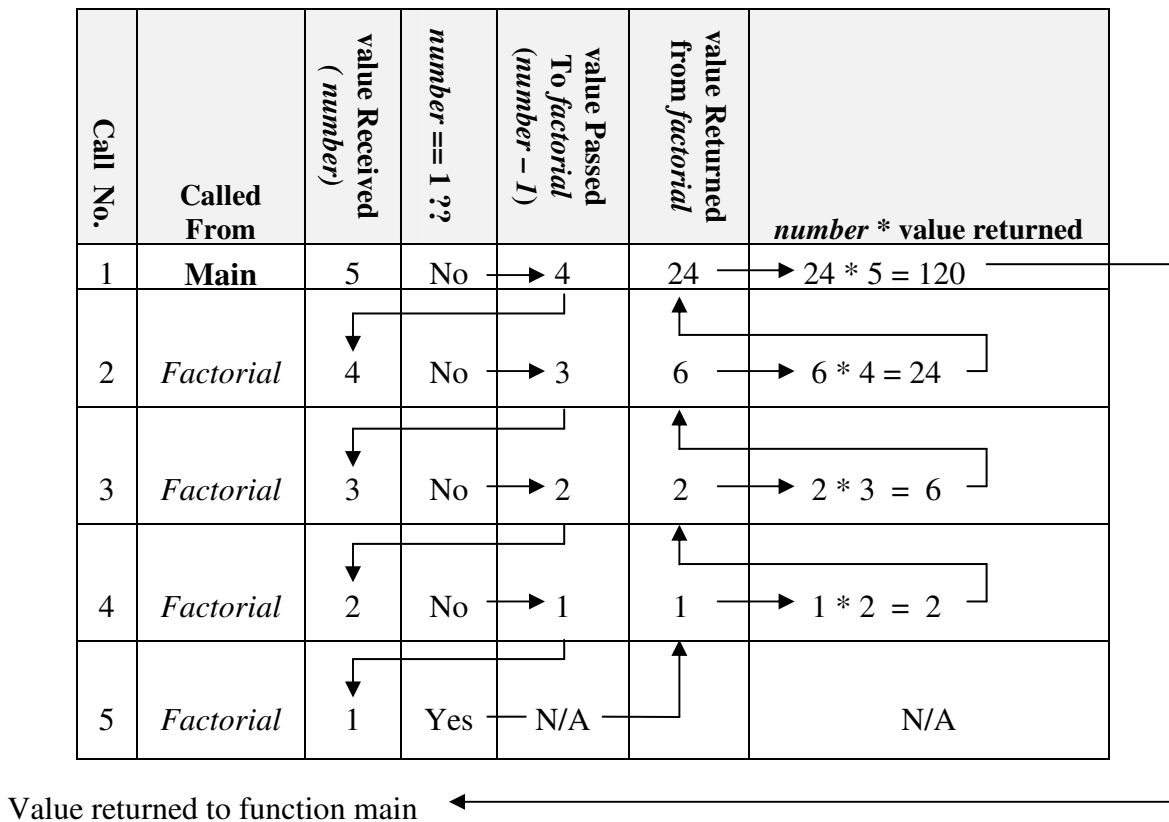 Call No.
Called
From
value Received
( number)
number == 1 ??
value Passed
To factorial
(number – 1)
value Returned
from factorial
number * value returned
1 Main 5 No 4 24 24 * 5 = 120
2 Factorial 4 No 3 6 6 * 4 = 24
3 Factorial 3 No 2 2 2 * 3 = 6
4 Factorial 2 No 1 1 1 * 2 = 2
5 Factorial 1 Yes N/A N/A
Value returned to function main